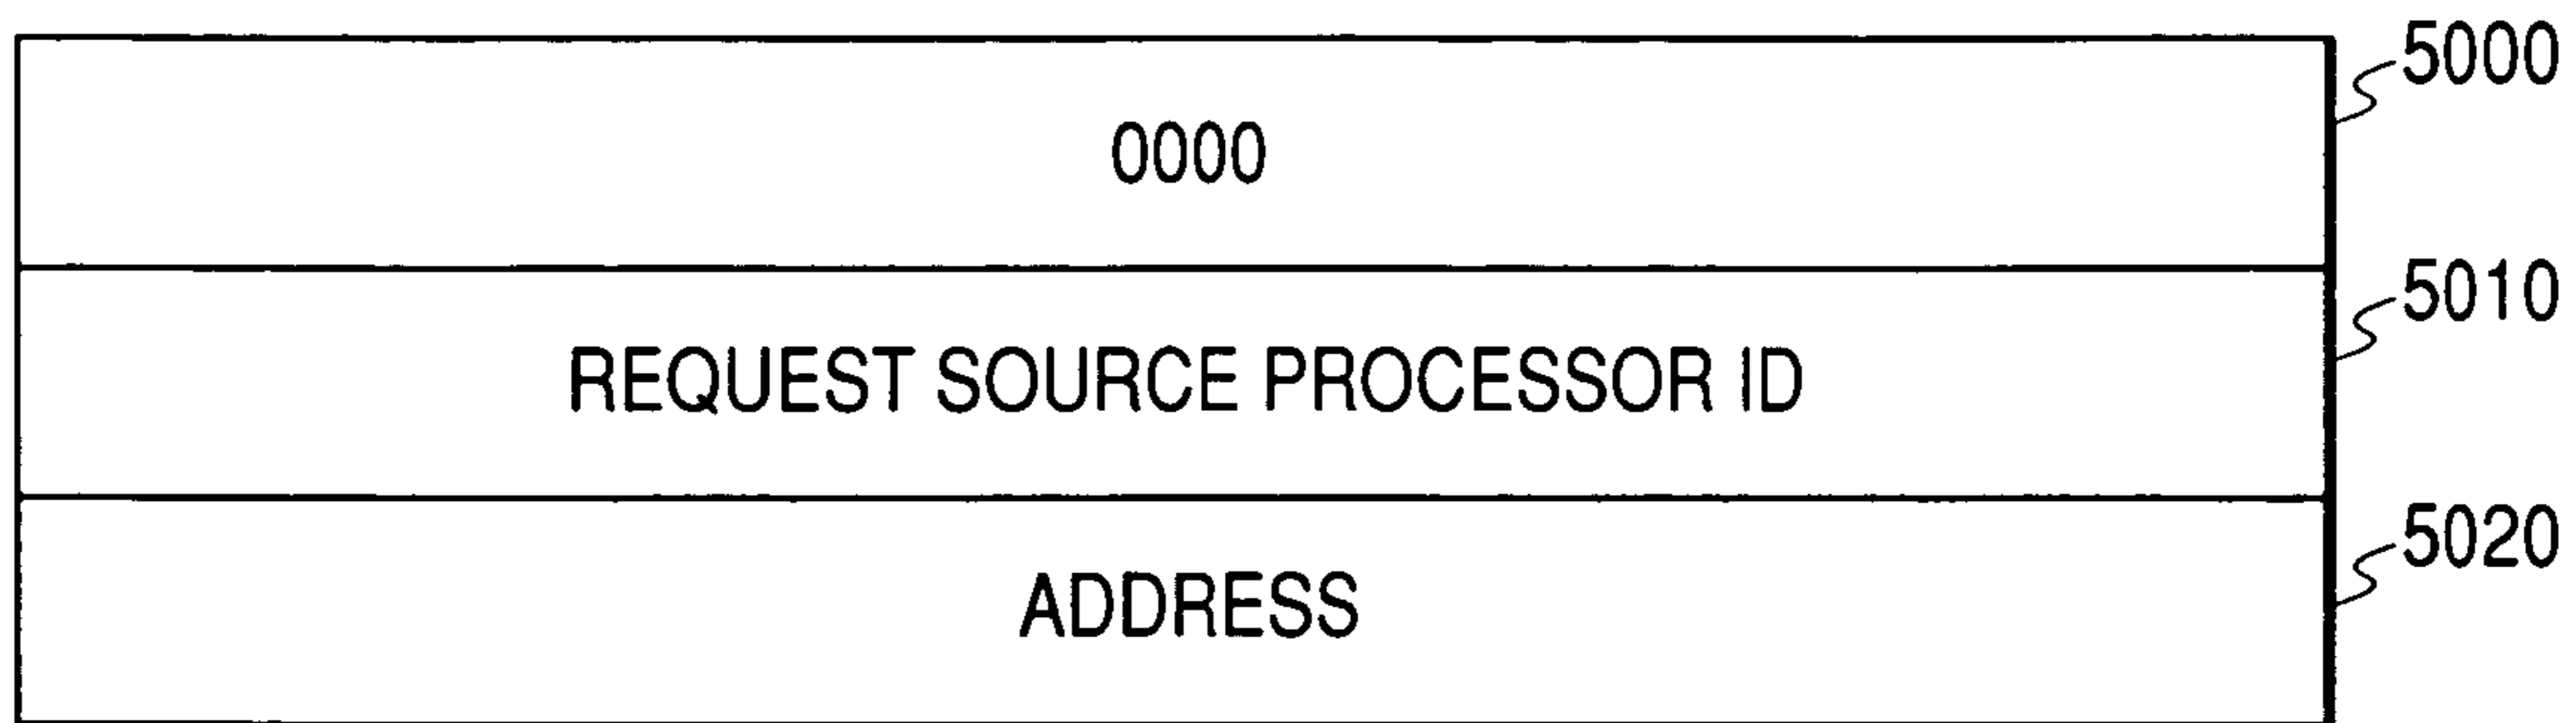 5000
0000
5010
REQUEST SOURCE PROCESSOR ID
5020
ADDRESS